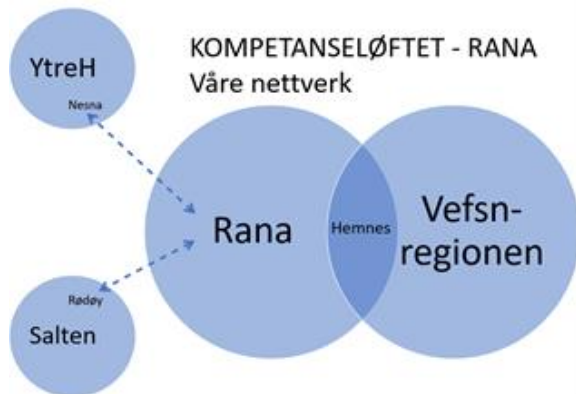 KOMPETANSELØFTET - RANA
Våre nettverk
YtreH
Nesna
Rana
Hemnes
Vefsn-
regionen
Rødøy
Salten